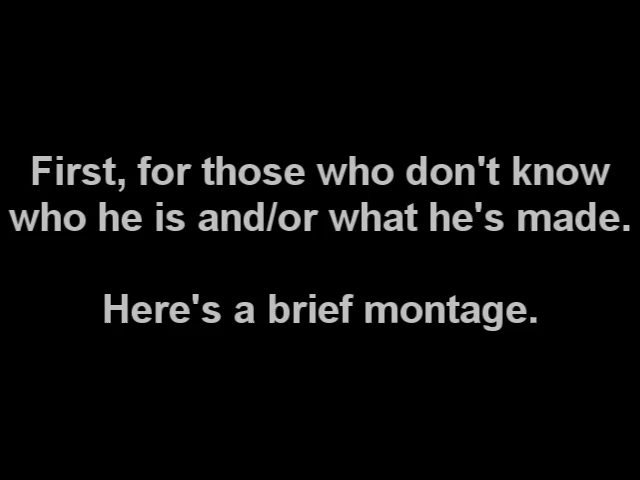 First, for those who don't know
who he is and/or what he's made.
Here's a brief montage.